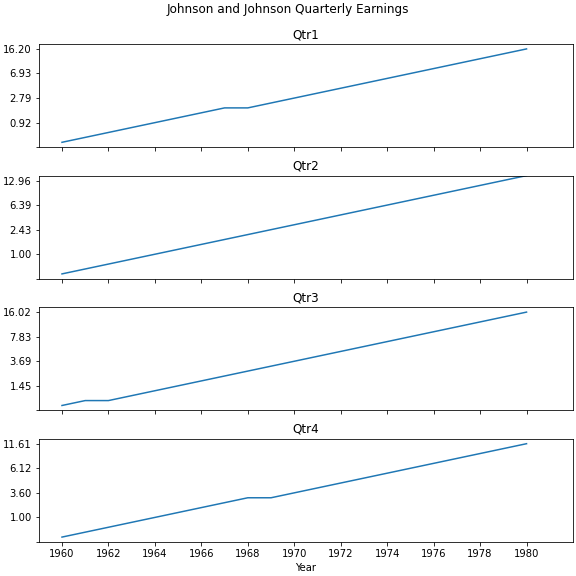 Johnson and Johnson Quarterly Earnings
Qtr1
16.20
6.93
2.79
0.92
Qtr2
12.96
6.39
2.43
1.00
Qtr3
16.02
7.83
3.69
1.45
Qtr4
11.61
6.12
3.60
1.00
1960 1962 1964 1966 1968 1970 1972 1974 1976 1978 1980
Year